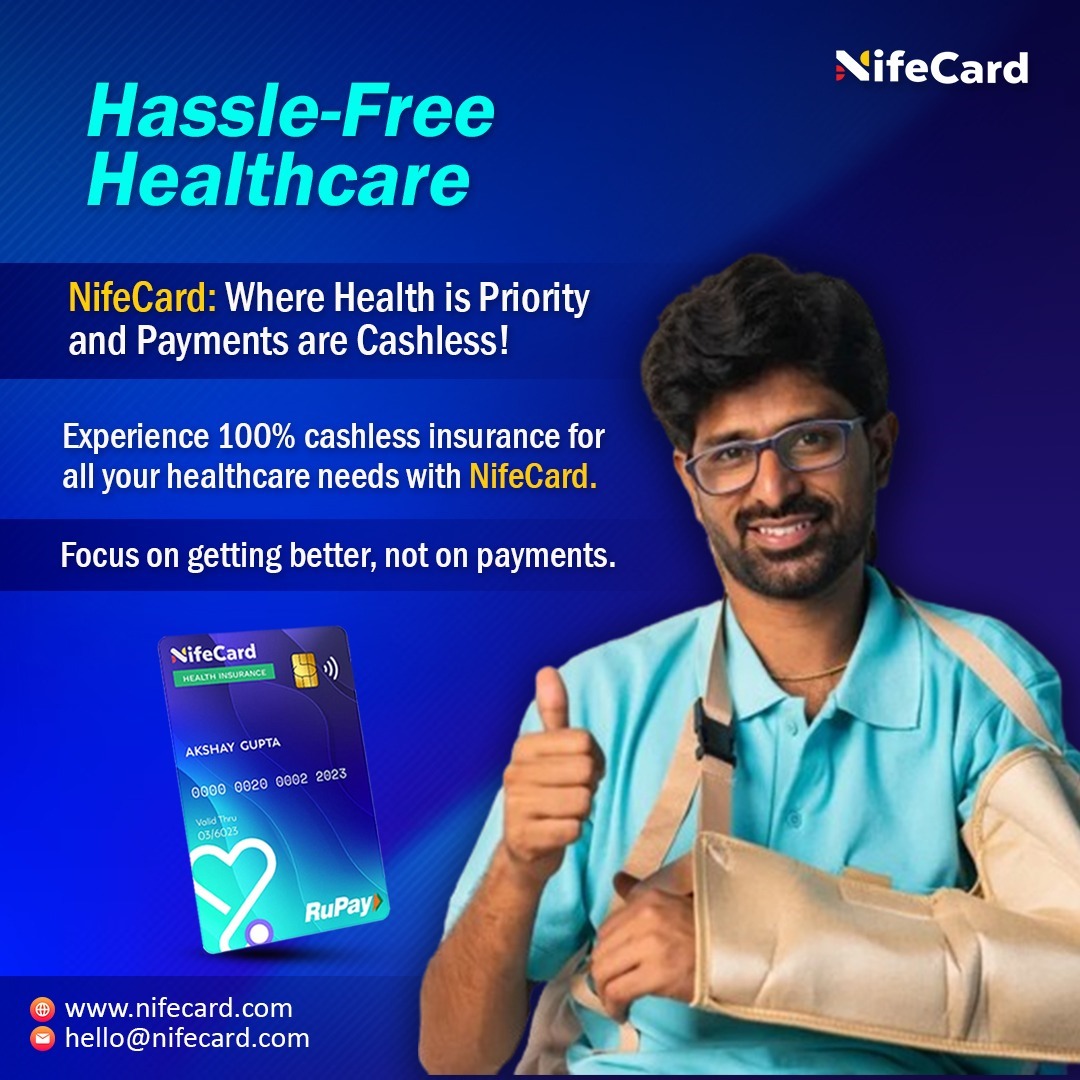 NifeCard
Hassle-Free
Healthcare
NifeCard: Where Health is Priority
and Payments are Cashless!
Experience 100% cashless insurance for
all your healthcare needs with NifeCard.
Focus on getting better, not on payments.
NifeCard
HEALTH INSURANCE
AKSHAY GUPTA
0000 0020 0002 2023
Valid Thru
03/6023
RuPay
www.nifecard.com
hello@nifecard.com